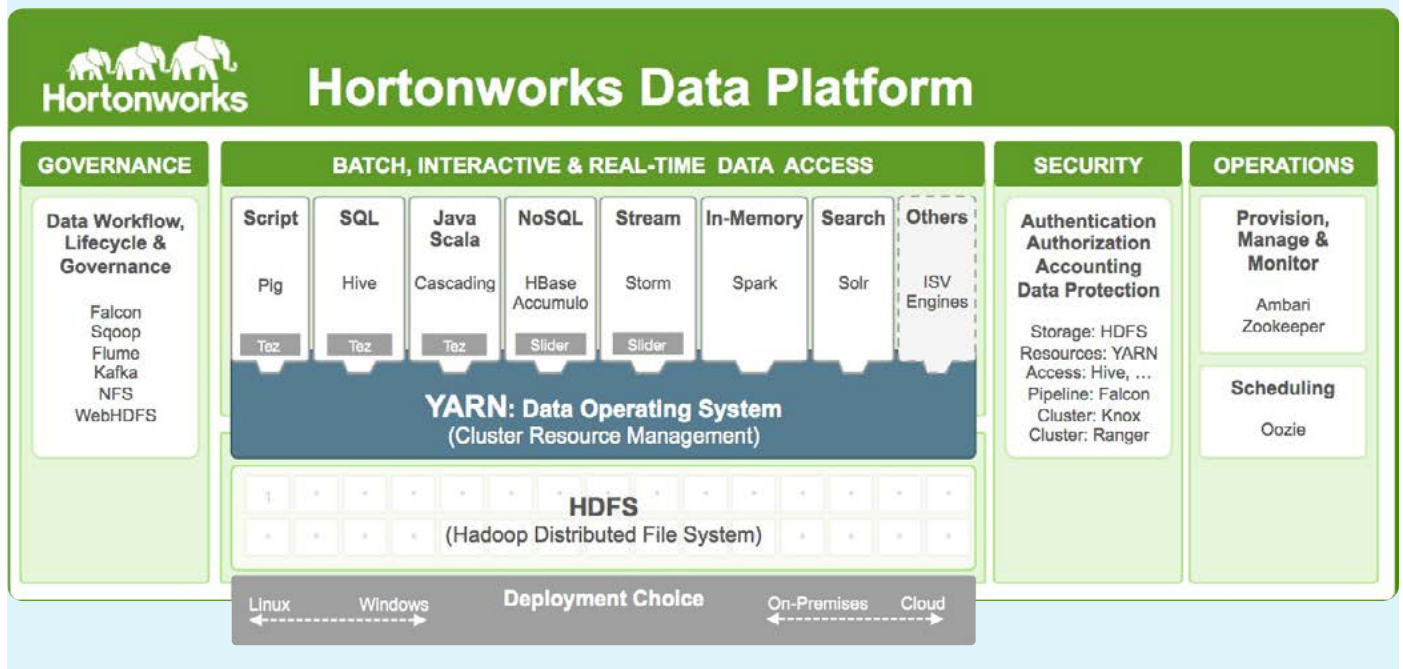 Hortonworks
Hortonworks Data Platform
GOVERNANCE
Data Workflow,
Lifecycle &
Governance
Falcon
Sqoop
Flume
Kafka
NFS
WebHDFS
BATCH, INTERACTIVE & REAL-TIME DATA ACCESS
Script
Pig
Tez
SQL
Hive
Tez
Java
Scala
Cascading
Tez
NoSQL
HBase
Accumulo
Slider
Stream
Storm
Slider
In-Memory
Spark
Search
Solr
Others
ISV
Engines
YARN: Data Operating System
(Cluster Resource Management)
1
HDFS
(Hadoop Distributed File System)
Deployment Choice
Linux
Windows
On-Premises
Cloud
SECURITY
Authentication
Authorization
Accounting
Data Protection
Storage: HDFS
Resources: YARN
Access: Hive, ...
Pipeline: Falcon
Cluster: Knox
Cluster: Ranger
OPERATIONS
Provision,
Manage &
Monitor
Ambari
Zookeeper
Scheduling
Oozie